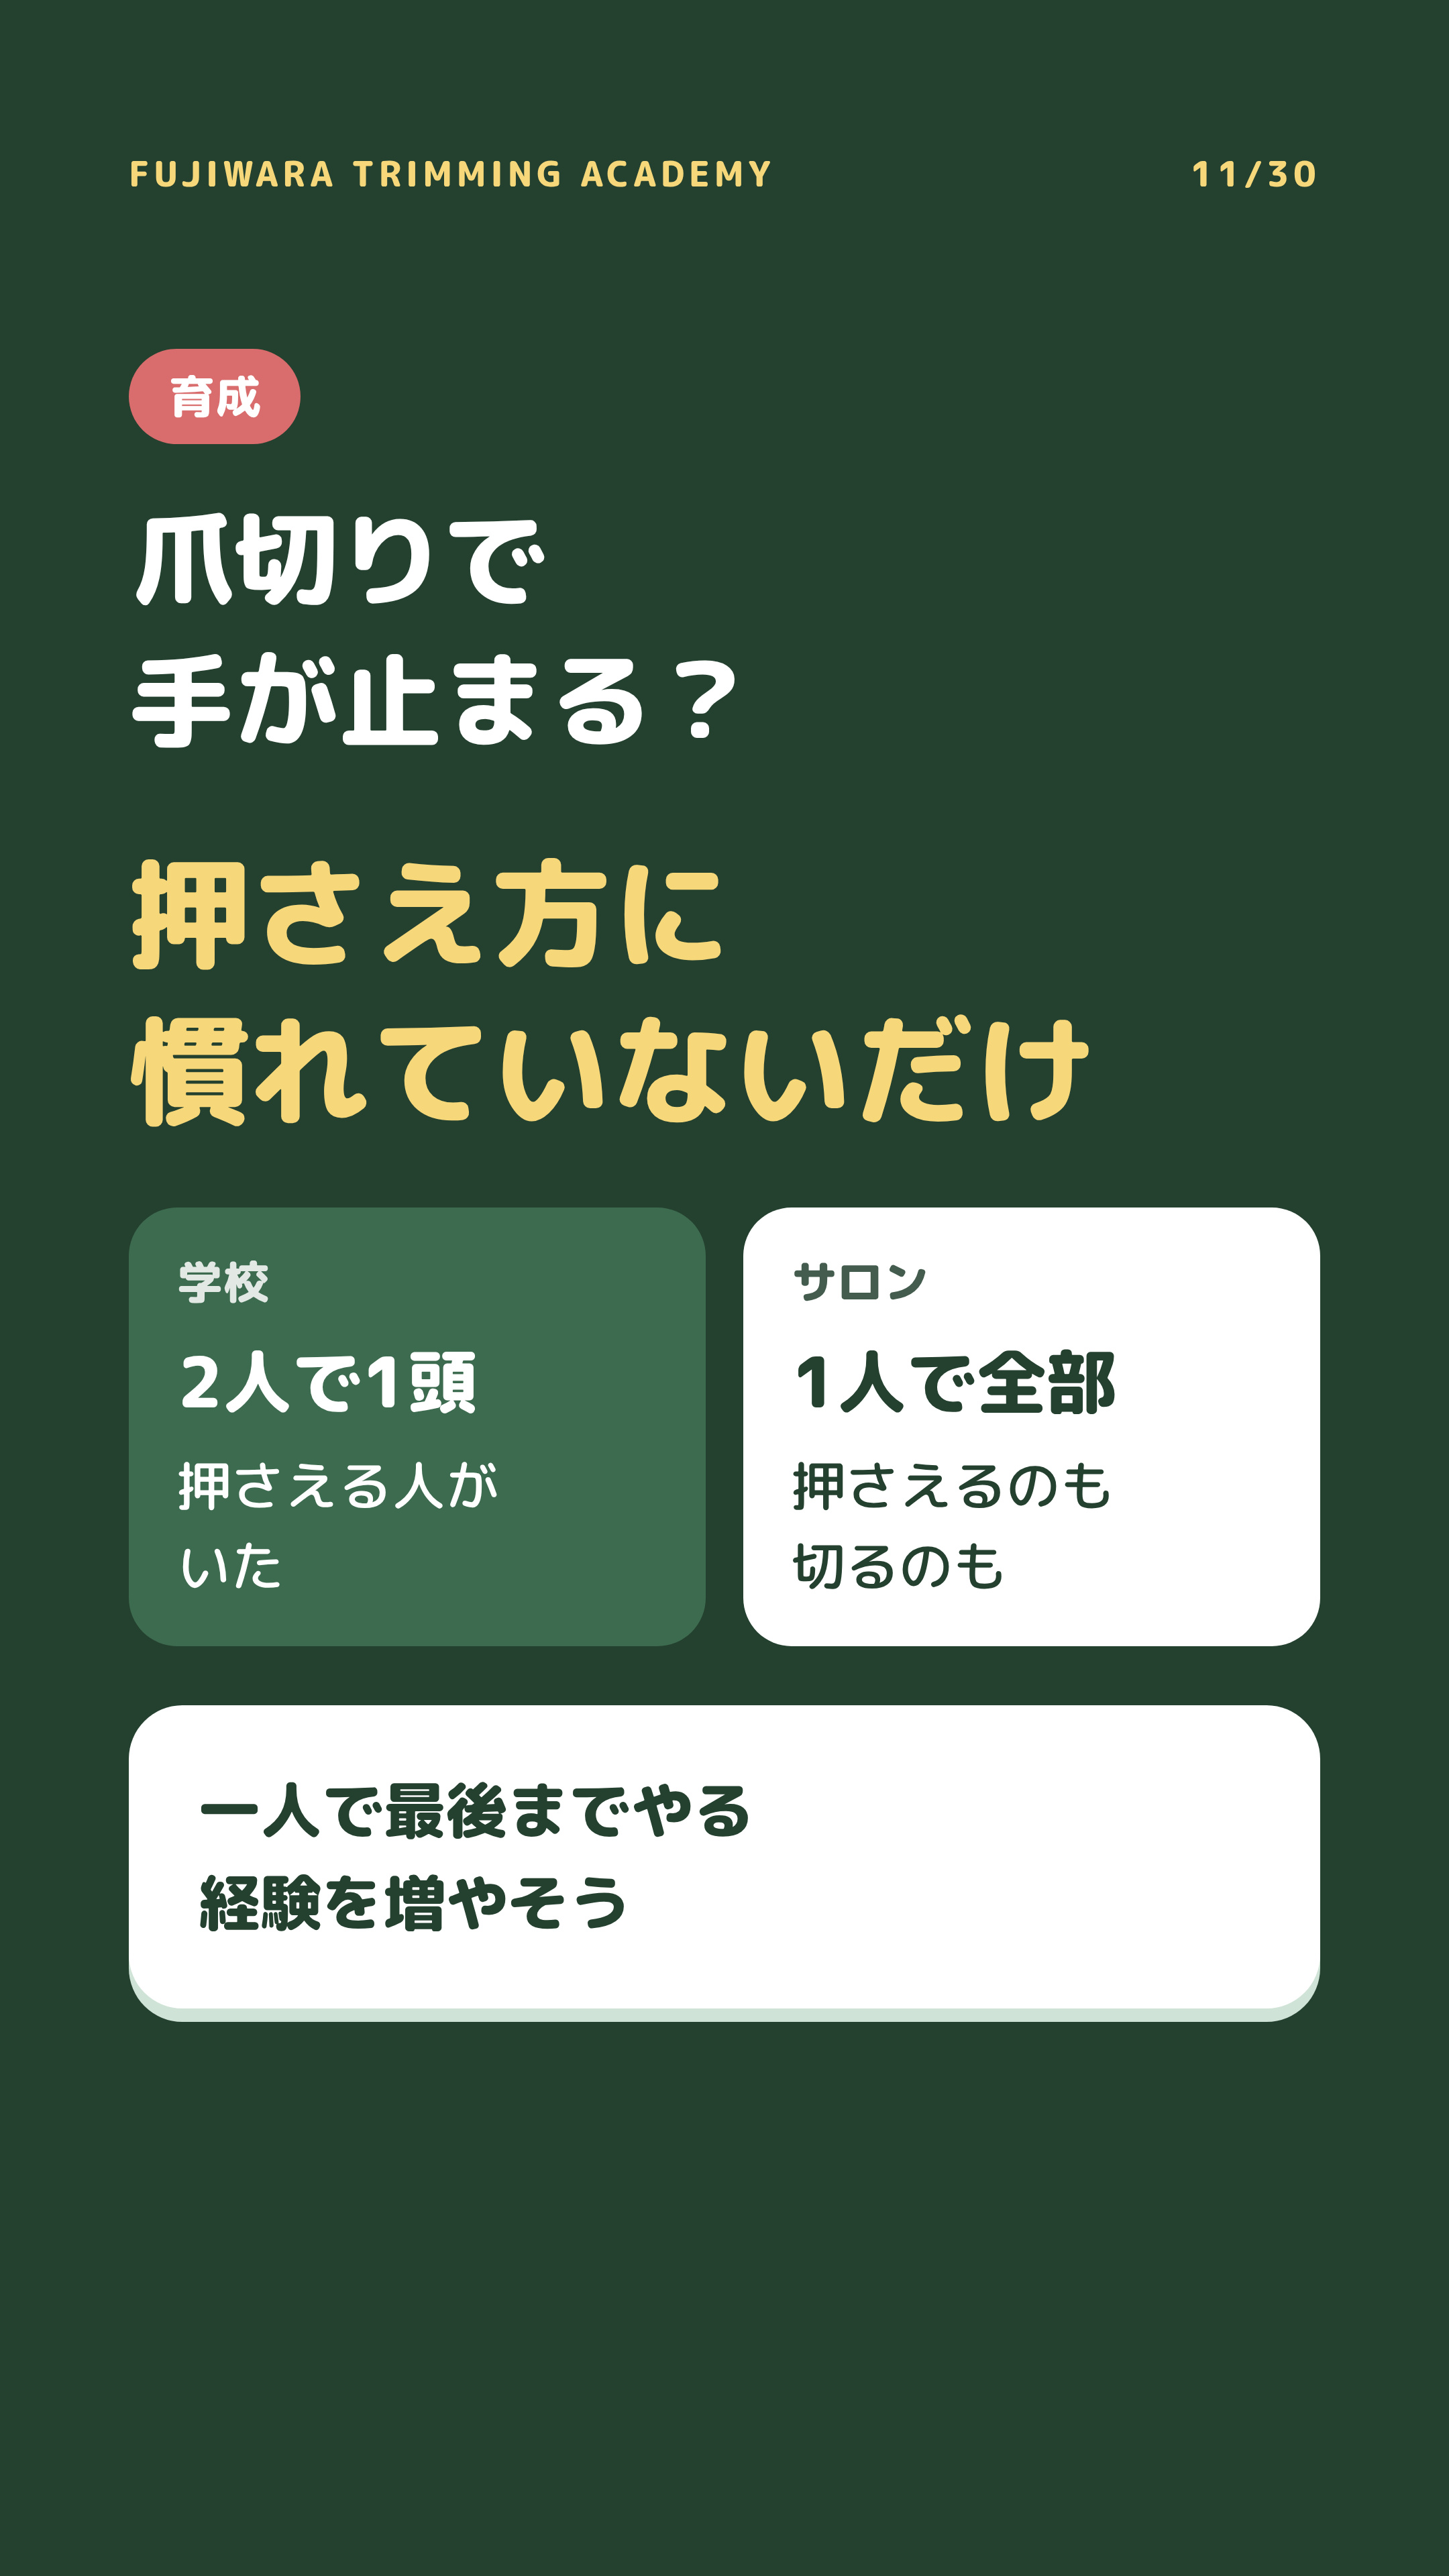 FUJIWARA TRIMMING ACADEMY
11/30
育成
爪切りで
手が止まる？
押さえ方に
慣れていないだけ
学校
2人で1頭
押さえる人が
いた
サロン
1人で全部
押さえるのも
切るのも
一人で最後までやる
経験を増やそう